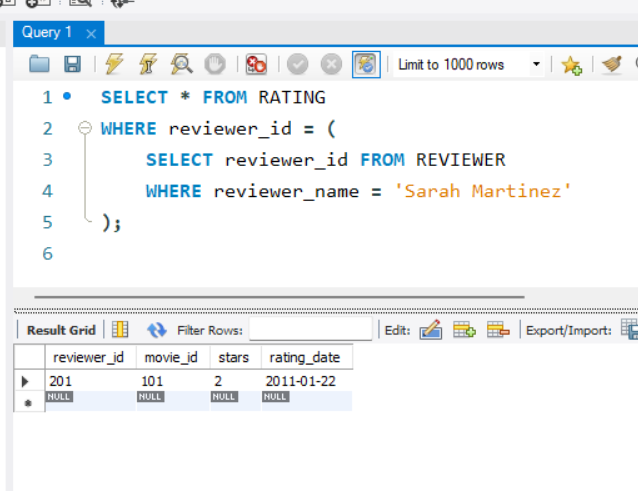 Query 1
Limit to 1000 rows
1 SELECT * FROM RATING
2 WHERE reviewer_id = (
3 SELECT reviewer_id FROM REVIEWER
4 WHERE reviewer_name = 'Sarah Martinez'
5 );
6
Result Grid Filter Rows: Edit: Export/Import:
reviewer_id movie_id stars rating_date
201 101 2 2011-01-22
NULL NULL NULL NULL